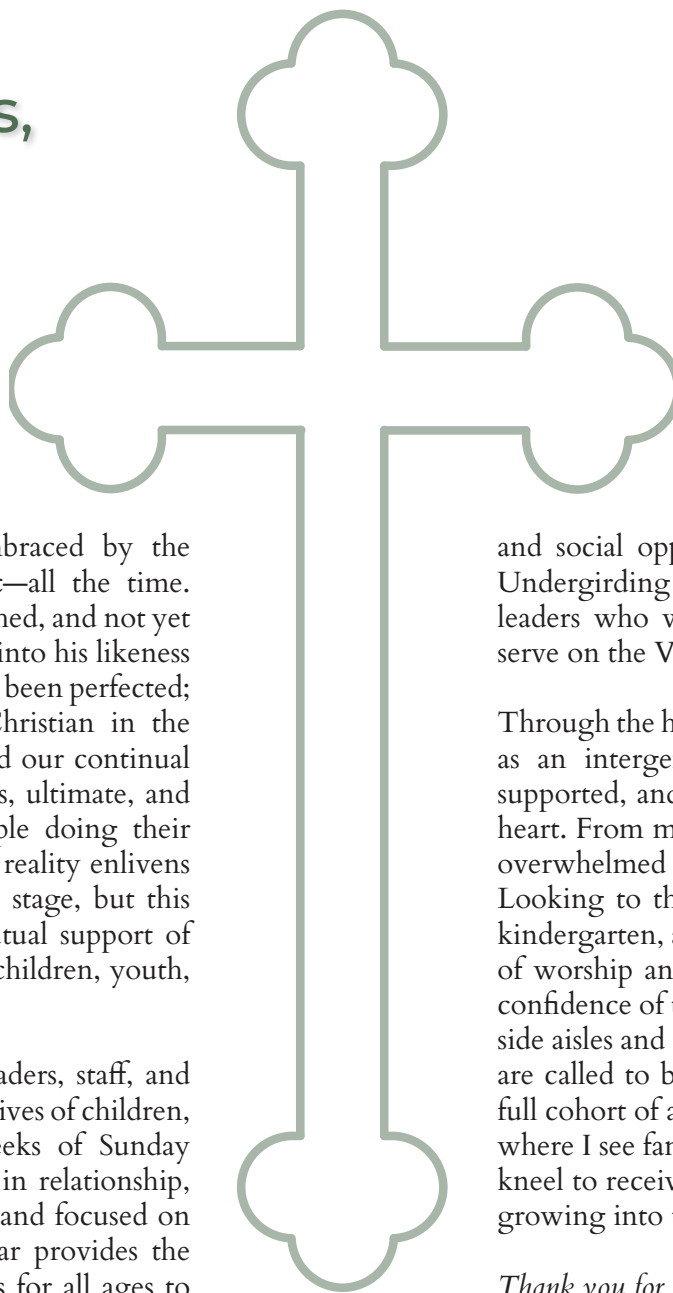 s,
braced by the
t—all the time.
ned, and not yet
into his likeness
been perfected;
Christian in the
d our continual
s, ultimate, and
ple doing their
reality enlivens
stage, but this
tual support of
children, youth,
aders, staff, and
ives of children,
eeks of Sunday
in relationship,
and focused on
ar provides the
s for all ages to
and social opp
Undergirding
leaders who v
serve on the V
Through the h
as an interge
supported, and
heart. From m
overwhelmed
Looking to th
kindergarten, a
of worship an
confidence of t
side aisles and
are called to b
full cohort of a
where I see fam
kneel to receiv
growing into t
Thank you for